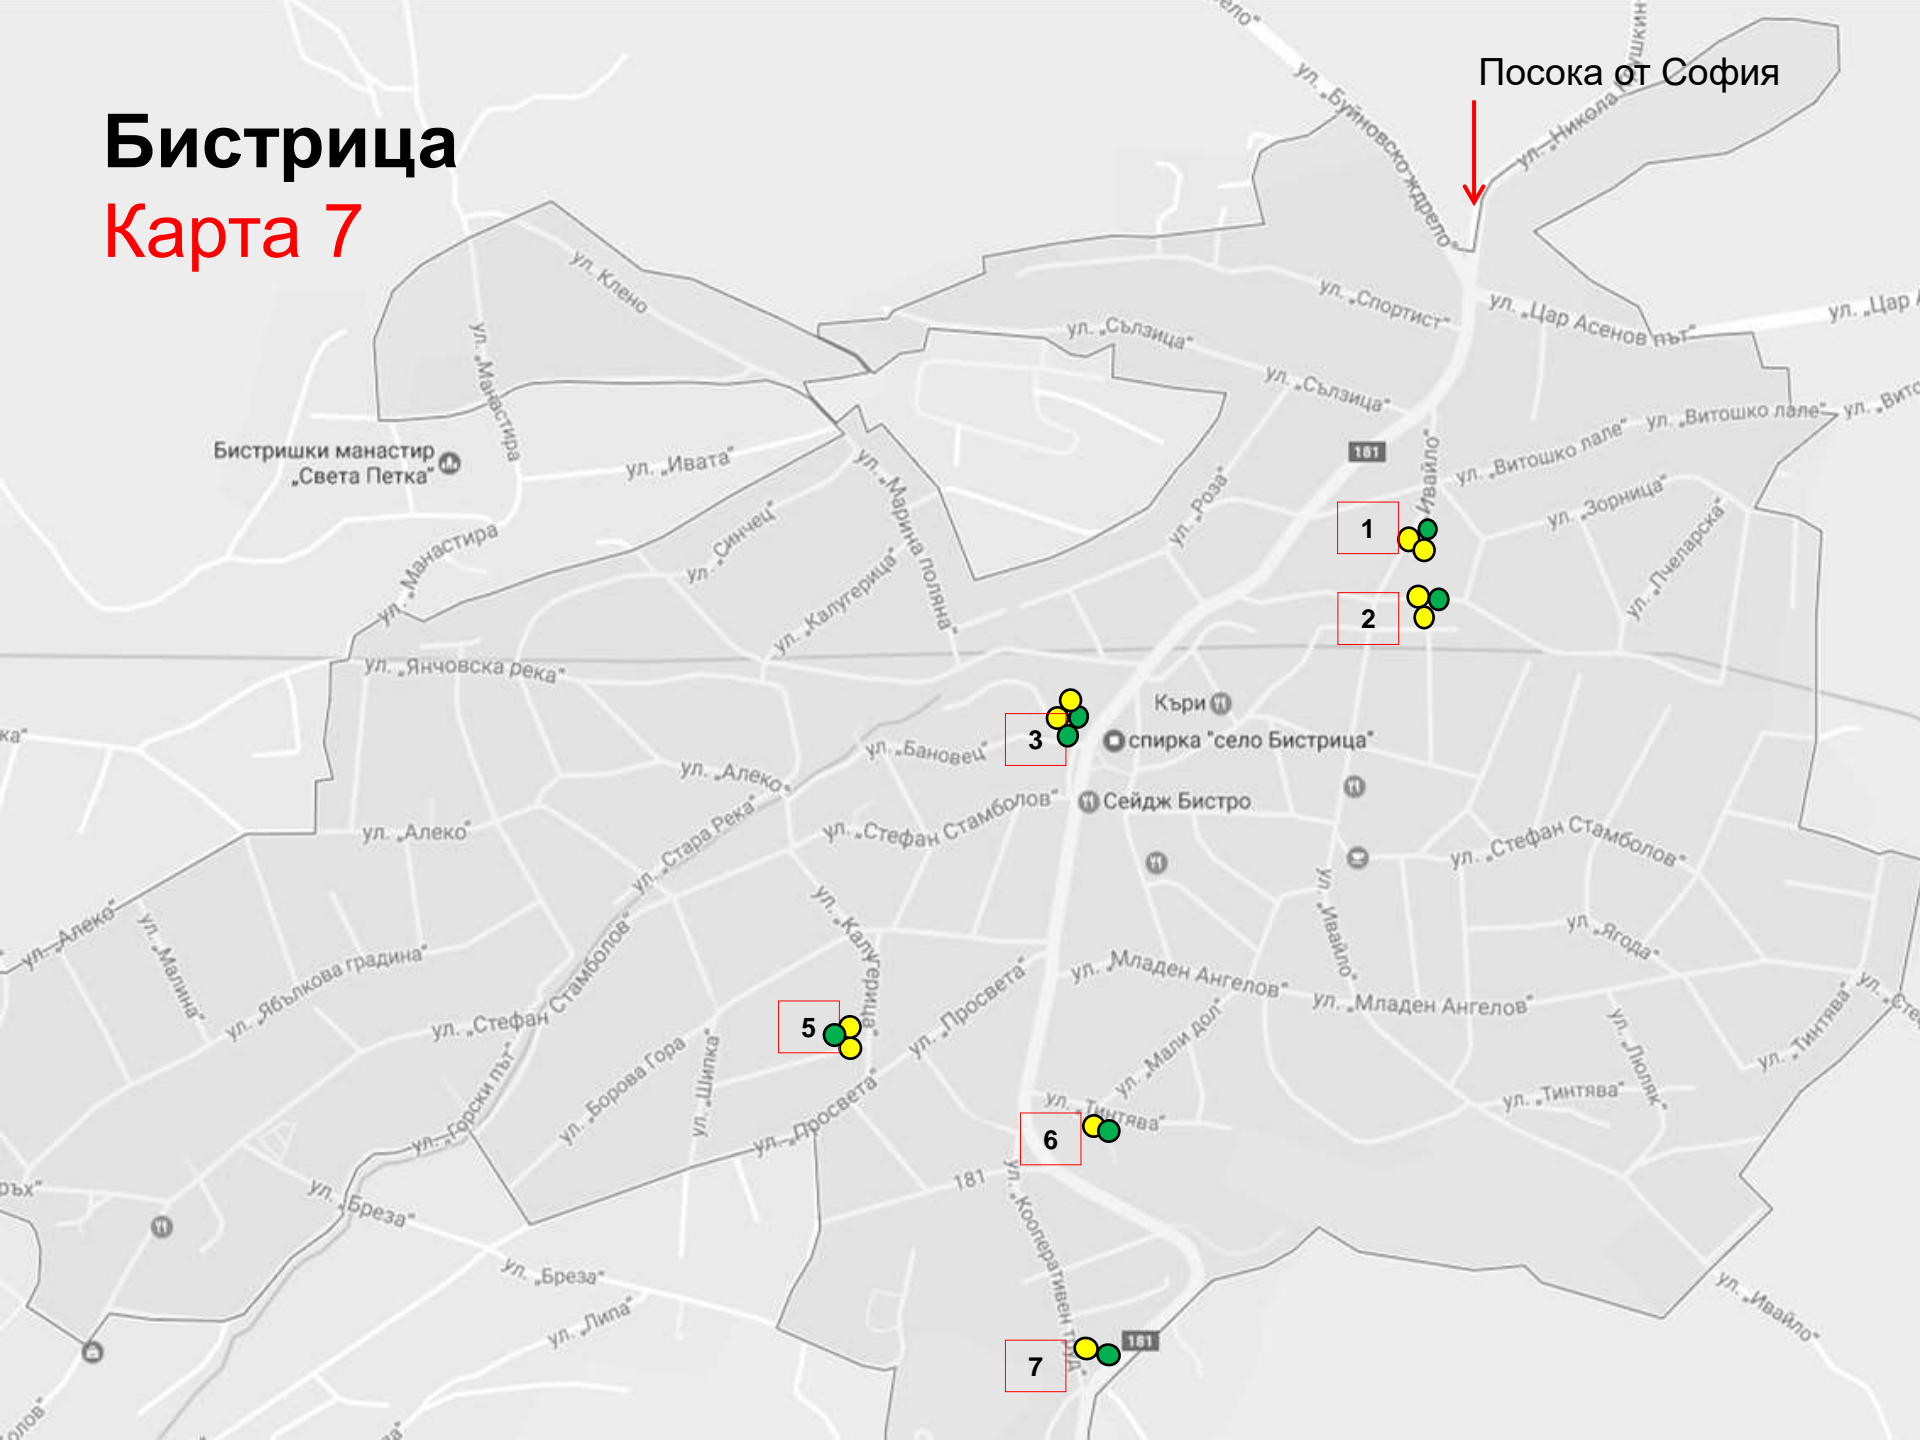 Посока от София
Бистрица
Карта 7
ул. „Буйновско ждрело“
ул. „Клено
ул. „Спортист“
ул. „Цар Асенов път“
ул. „Цар
ул. „Сълзица“
ул. „Сълзица“
ул. „Манастира
ул. „Витошко лале“
ул. „Витошко лале“
Бистришки манастир
„Света Петка“
ул. „Ивата“
181
Ивайло“
ул. „Марина поляна“
ул. „Роза“
ул. „Зорница“
ул. „Пчеларска“
ул. „Синчец“
ул. „Манастира
1
ул. „Калугерица“
2
ул. „Янчовска река“
Къри
3
спирка "село Бистрица"
ул. „Бановец“
ул. „Алеко“
Сейдж Бистро
ул. „Стефан Стамболов“
ул. „Алеко“
ул. „Стара Река“
ул. „Стефан Стамболов“
ул. „Калугерица“
ул. „Ивайло“
ул. „Алеко“
ул. „Малина“
ул. „Ягода“
ул. „Ябълкова градина“
ул. „Младен Ангелов“
ул. „Младен Ангелов“
ул. „Просвета“
ул. „Стефан Стамболов“
5
ул. „Мали дол“
ул. „Люляк“
ул. „Тинтява“
ул. „Борова Гора
ул. „Шипка“
ул. „Горски път“
ул. „Просвета“
ул. „Тинтява“
ул. „Тинтява“
6
181
ул. „Бреза“
ул. „Кооперативен труд“
ул. „Бреза“
ул. „Липа“
ул. „Ивайло“
181
7